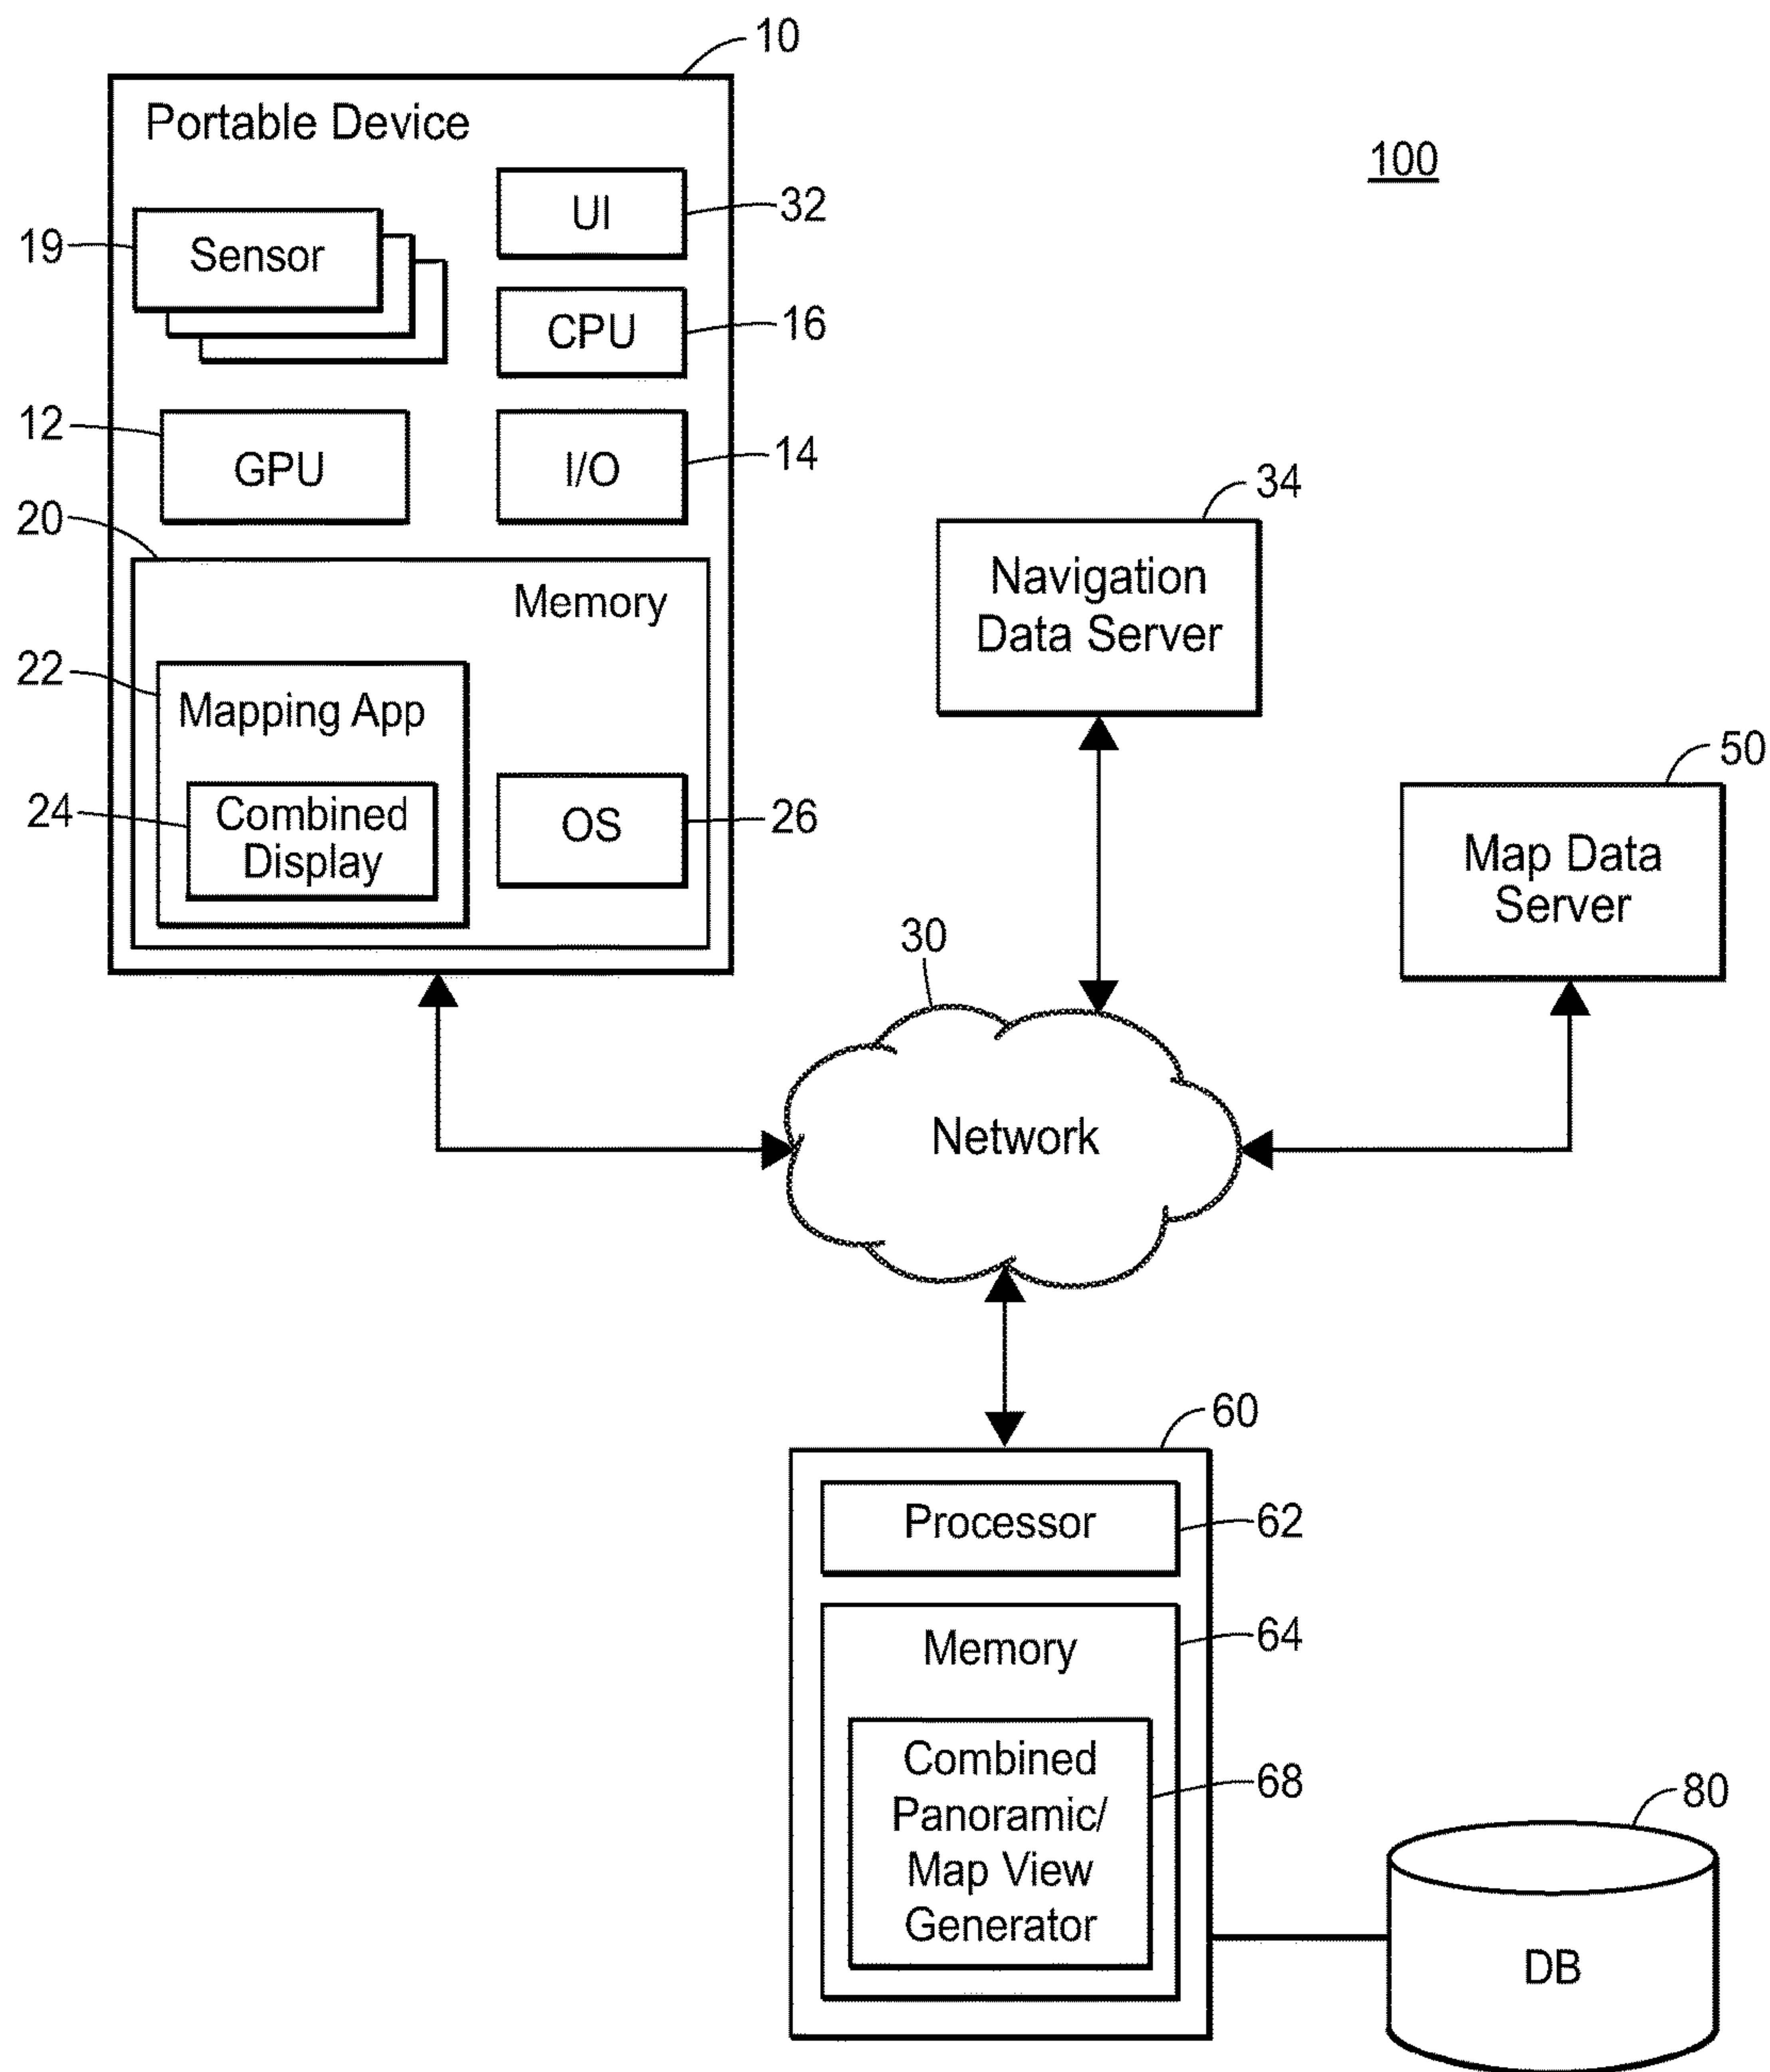 10
Portable Device
100
UI
32
19
Sensor
CPU
16
12
GPU
I/O
14
20
Memory
34
Navigation
Data Server
22
Mapping App
24
Combined
Display
OS
26
50
Map Data
Server
30
Network
60
Processor
62
Memory
64
Combined
Panoramic/
Map View
Generator
68
80
DB